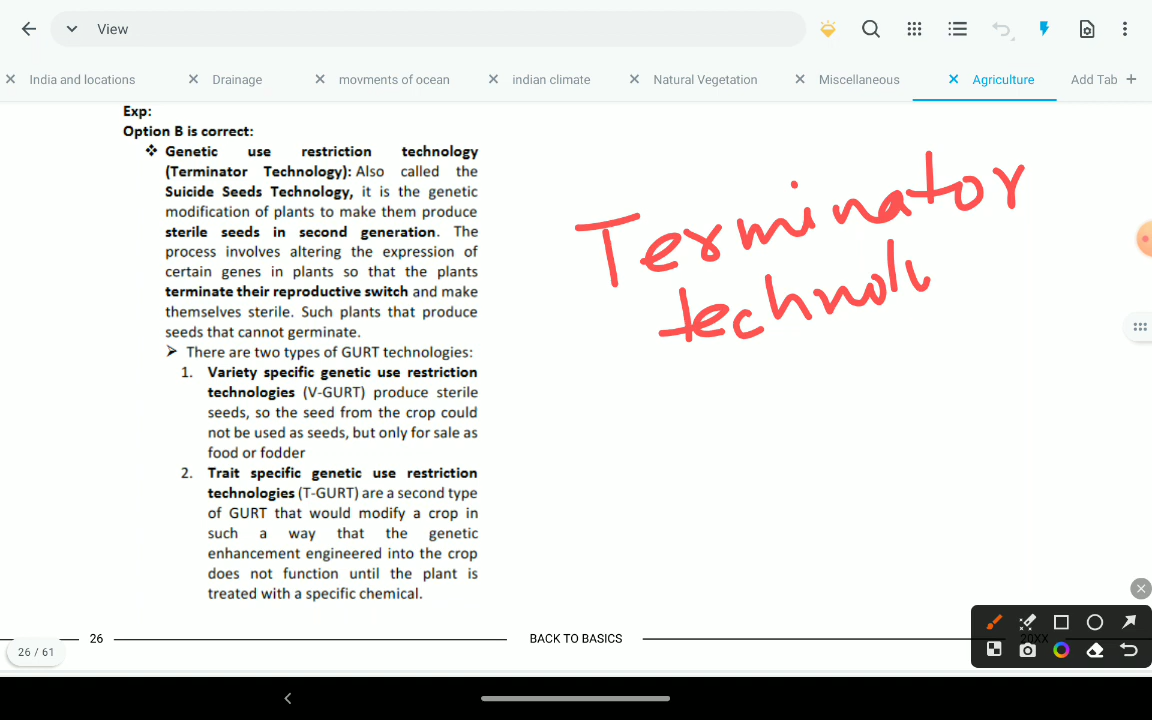 View
India and locations
Drainage
movments of ocean
indian climate
Natural Vegetation
Miscellaneous
Agriculture
Add Tab
Exp:
Option B is correct:
❖ Genetic use restriction technology
(Terminator Technology): Also called the
Suicide Seeds Technology, it is the genetic
modification of plants to make them produce
sterile seeds in second generation. The
process involves altering the expression of
certain genes in plants so that the plants
terminate their reproductive switch and make
themselves sterile. Such plants that produce
seeds that cannot germinate.
➢ There are two types of GURT technologies:
1. Variety specific genetic use restriction
technologies (V-GURT) produce sterile
seeds, so the seed from the crop could
not be used as seeds, but only for sale as
food or fodder
2. Trait specific genetic use restriction
technologies (T-GURT) are a second type
of GURT that would modify a crop in
such a way that the genetic
enhancement engineered into the crop
does not function until the plant is
treated with a specific chemical.
Terminator
technolu
26
BACK TO BASICS
20XX
26 / 61